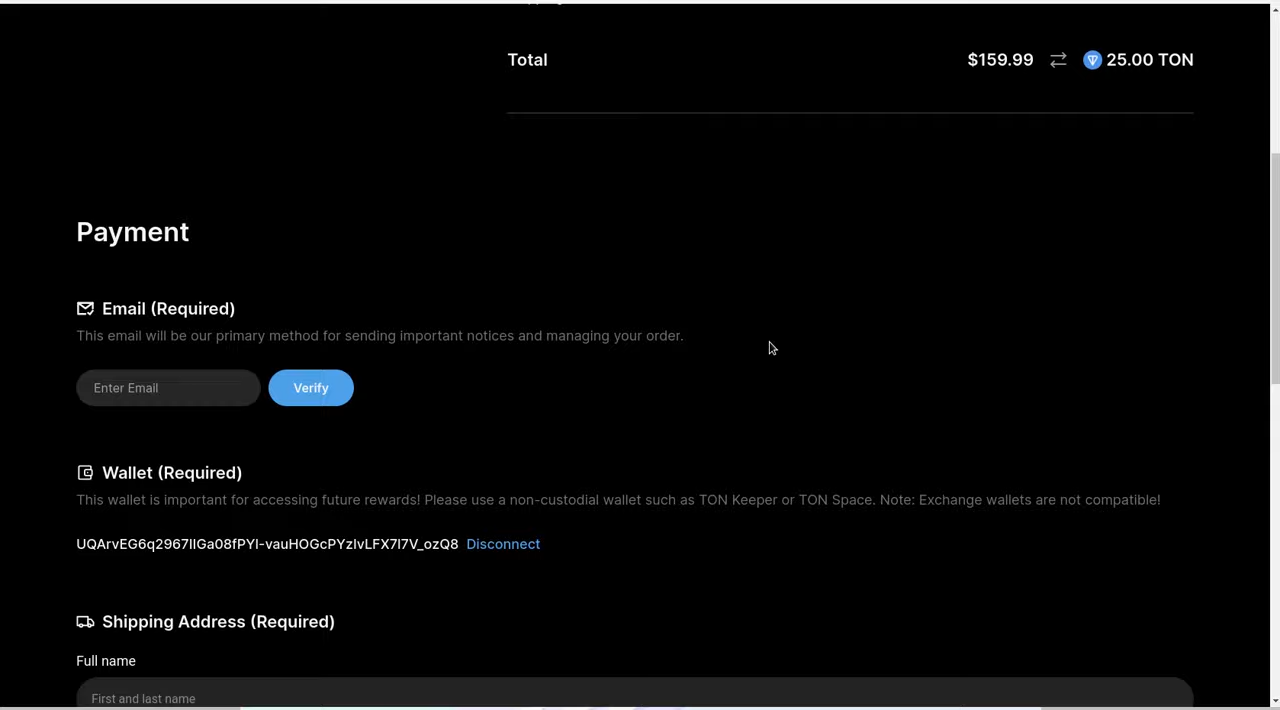 Total
$159.99 25.00 TON
Payment
Email (Required)
This email will be our primary method for sending important notices and managing your order.
Enter Email
Verify
Wallet (Required)
This wallet is important for accessing future rewards! Please use a non-custodial wallet such as TON Keeper or TON Space. Note: Exchange wallets are not compatible!
UQArvEG6q2967IIGa08fPYI-vauHOGcPYzIvLFX7I7V_ozQ8 Disconnect
Shipping Address (Required)
Full name
First and last name